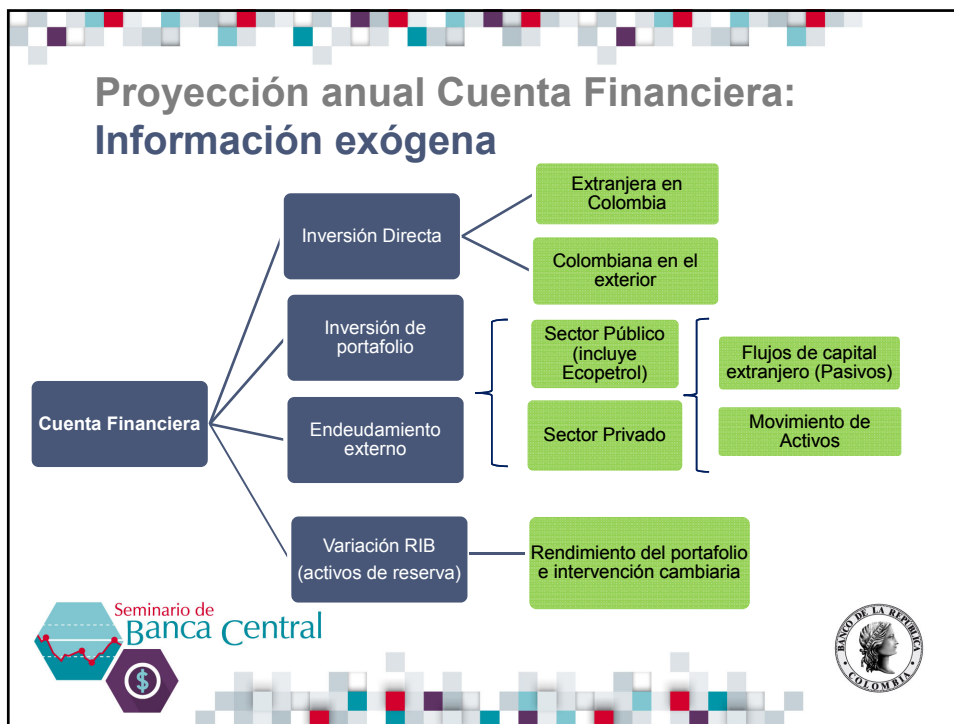 Proyección anual Cuenta Financiera:
Información exógena
Cuenta Financiera
Inversión Directa
Extranjera en
Colombia
Colombiana en el
exterior
Inversión de
portafolio
Endeudamiento
externo
Sector Público
(incluye
Ecopetrol)
Sector Privado
Flujos de capital
extranjero (Pasivos)
Movimiento de
Activos
Variación RIB
(activos de reserva)
Rendimiento del portafolio
e intervención cambiaria
Seminario de
Banca Central
$
BANCO DE LA REPÚBLICA
COLOMBIA